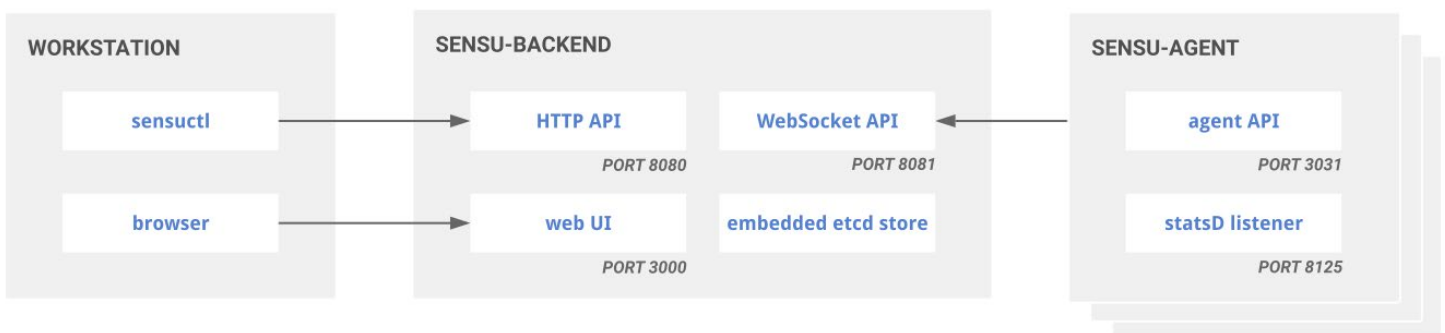 WORKSTATION
sensuctl
browser
SENSU-BACKEND
HTTP API
PORT 8080
WebSocket API
PORT 8081
web UI
PORT 3000
embedded etcd store
SENSU-AGENT
agent API
PORT 3031
statsD listener
PORT 8125